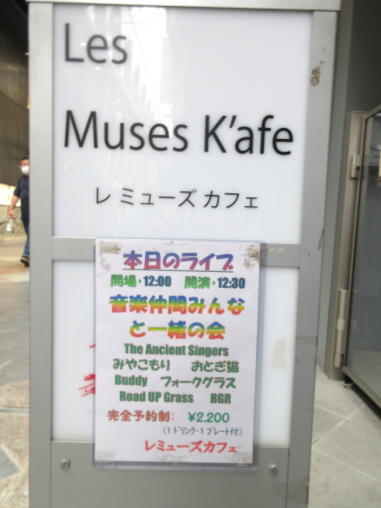 Les
Muses K'afe
レ ミューズ カフェ
本日のライブ
開場・12:00 開演・12:30
音楽仲間みんな
と一緒の会
The Ancient Singers
みやこもり おとぎ猫
Buddy フォークグラス
Road UP Grass RGR
完全予約制: ¥2,200
(1ドリンク・1プレート付)
レミューズカフェ